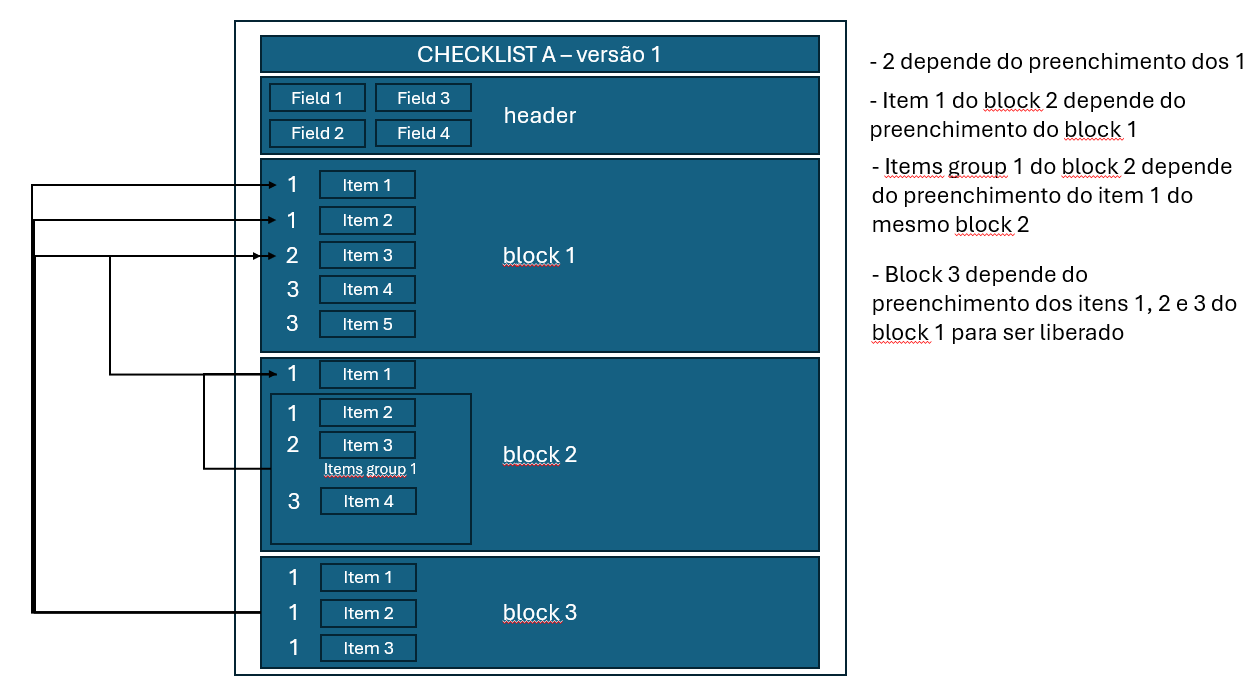 CHECKLIST A – versão 1
Field 1
Field 3
Field 2
Field 4
header
1 Item 1
1 Item 2
2 Item 3
3 Item 4
3 Item 5
block 1
1 Item 1
1 Item 2
2 Item 3
Items group 1
3 Item 4
block 2
1 Item 1
1 Item 2
1 Item 3
block 3
- 2 depende do preenchimento dos 1
- Item 1 do block 2 depende do
preenchimento do block 1
- Items group 1 do block 2 depende
do preenchimento do item 1 do
mesmo block 2
- Block 3 depende do
preenchimento dos itens 1, 2 e 3 do
block 1 para ser liberado